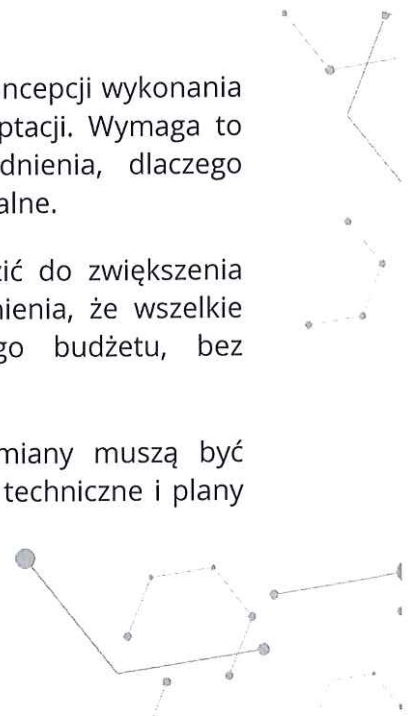 ncepcji wykonania
ptacji. Wymaga to
dnienia, dlaczego
alne.
zić do zwiększenia
nienia, że wszelkie
go budżetu, bez
miany muszą być
techniczne i plany